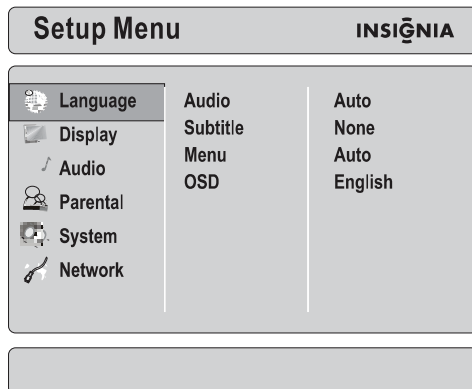 Setup Menu INSIGNIA
Language Audio Auto
Display Subtitle None
Audio Menu Auto
Parental OSD English
System
Network